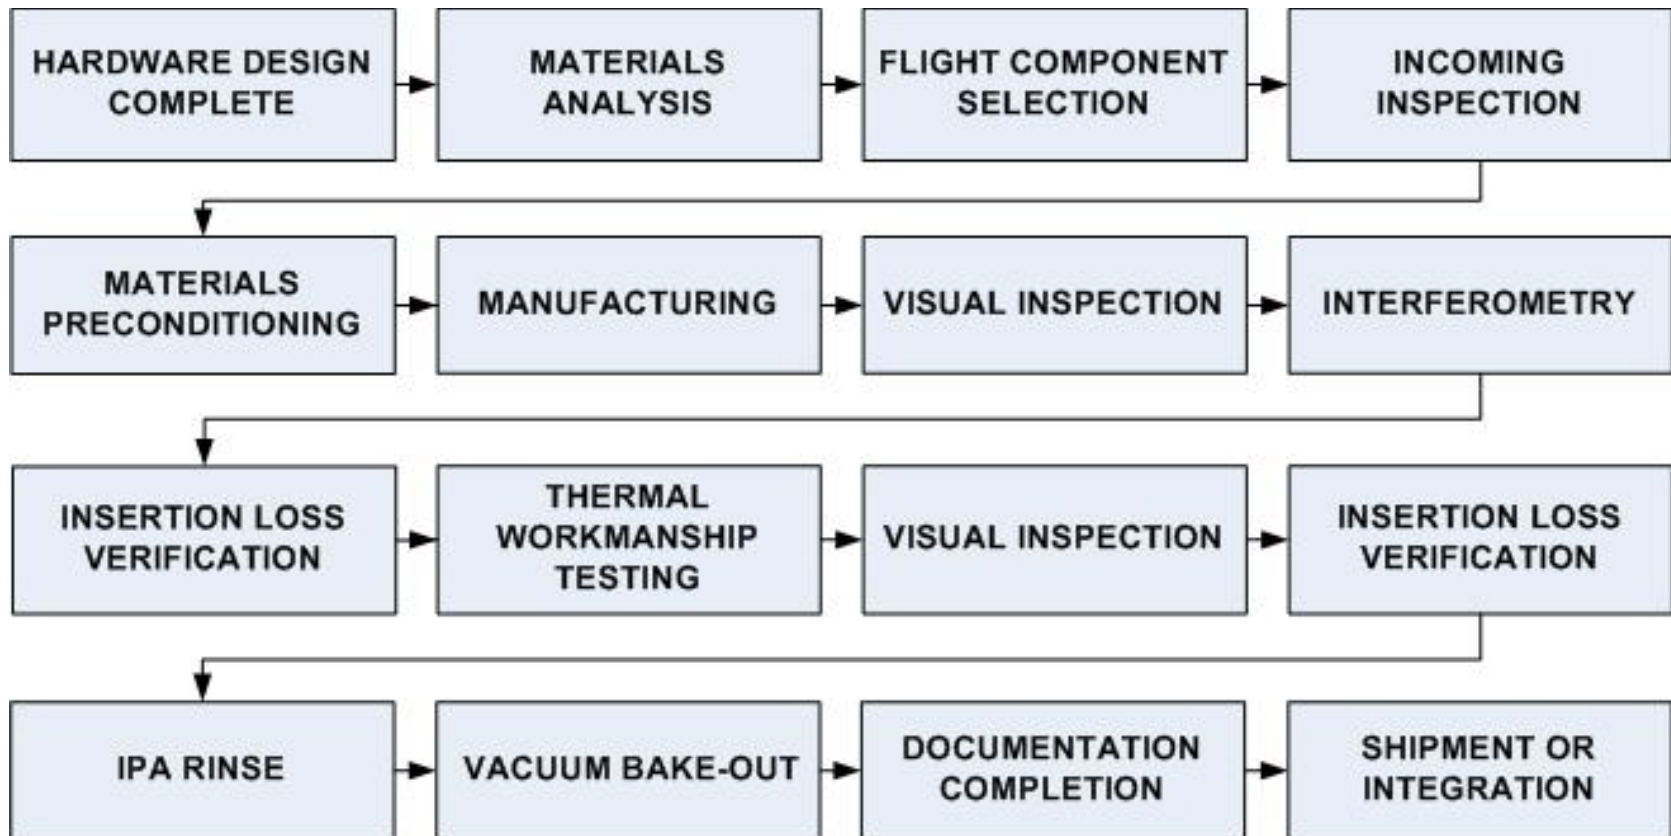 HARDWARE DESIGN
COMPLETE
MATERIALS
ANALYSIS
FLIGHT COMPONENT
SELECTION
INCOMING
INSPECTION
MATERIALS
PRECONDITIONING
MANUFACTURING
VISUAL INSPECTION
INTERFEROMETRY
INSERTION LOSS
VERIFICATION
THERMAL
WORKMANSHIP
TESTING
VISUAL INSPECTION
INSERTION LOSS
VERIFICATION
IPA RINSE
VACUUM BAKE-OUT
DOCUMENTATION
COMPLETION
SHIPMENT OR
INTEGRATION